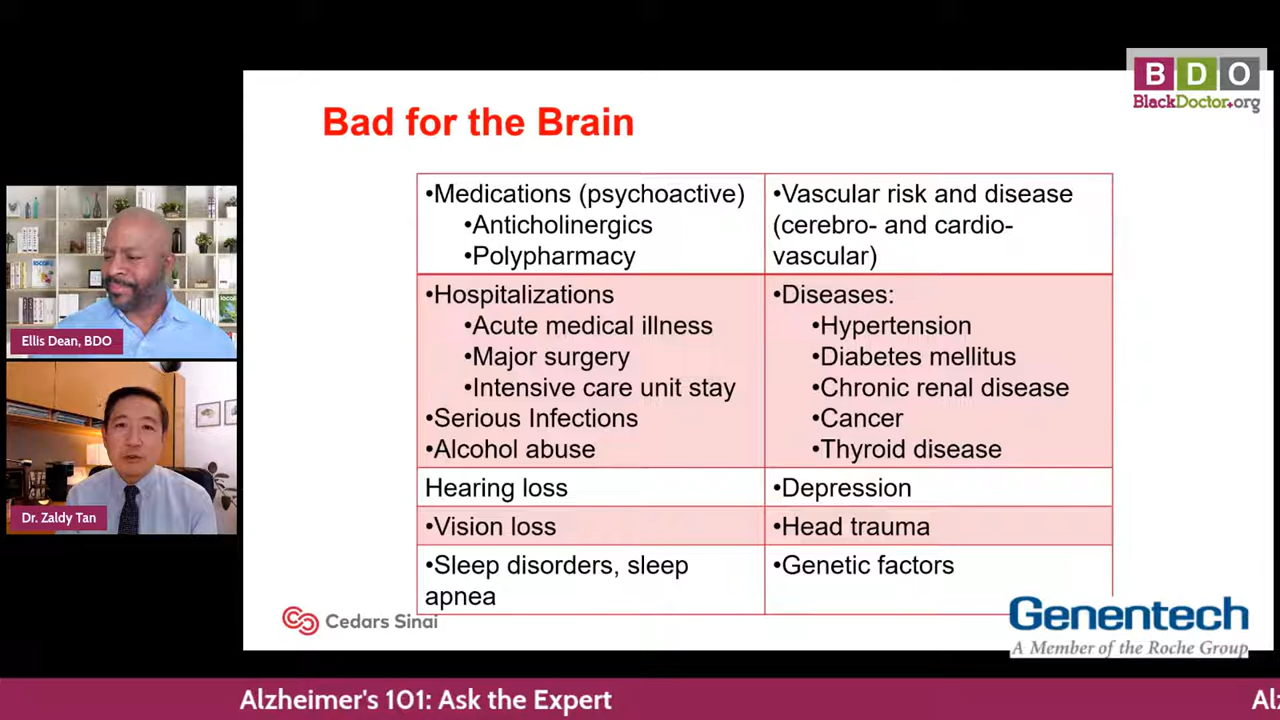 B D O
BlackDoctor.org
Bad for the Brain
•Medications (psychoactive)
•Anticholinergics
•Polypharmacy
•Vascular risk and disease
(cerebro- and cardio-
vascular)
•Hospitalizations
•Acute medical illness
•Major surgery
•Intensive care unit stay
•Serious Infections
•Alcohol abuse
•Diseases:
•Hypertension
•Diabetes mellitus
•Chronic renal disease
•Cancer
•Thyroid disease
Hearing loss
•Depression
•Vision loss
•Head trauma
•Sleep disorders, sleep
apnea
•Genetic factors
Ellis Dean, BDO
Dr. Zaldy Tan
Cedars Sinai
Genentech
A Member of the Roche Group
Alzheimer's 101: Ask the Expert
Alz